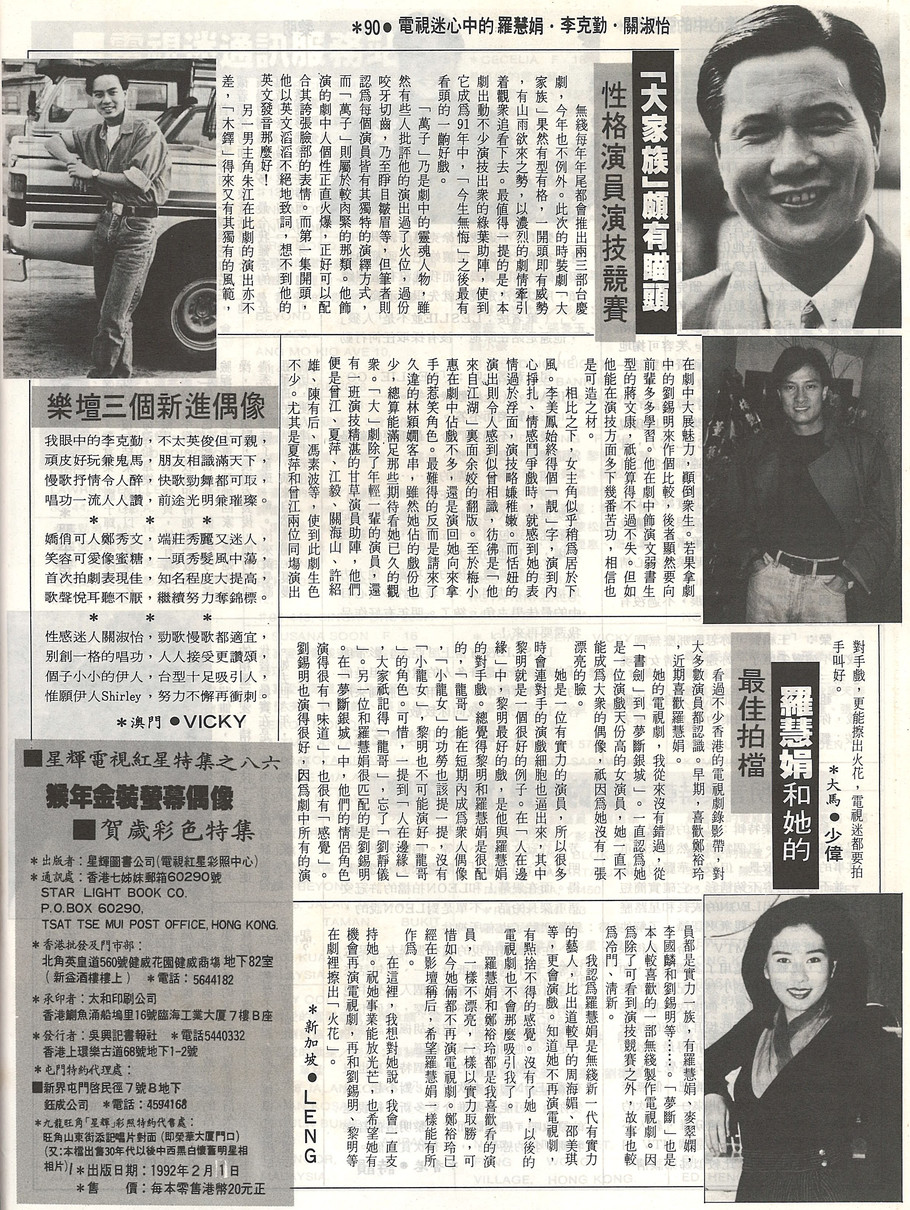 *90● 電視迷心中的羅慧娟·李克勤·關淑怡
「大家族」頗有瞄頭
性格演員演技競賽
無綫每年年尾都會推出兩三部台慶
劇，今年也不例外。此次的時裝劇「大
家族」果然有型有格，一開頭即有威勢
，有山雨欲來之勢，以濃烈的劇情牽引
着觀衆追看下去。最值得一提的是，本
劇出動不少演技出衆的綠葉助陣，使到
它成爲91年中，「今生無悔」之後最有
看頭的一齣好戲。
「萬子」乃是劇中的靈魂人物，雖
然有些人批評他的演出過了火位，過份
咬牙切齒，乃至睜目皺眉等，但筆者則
認爲每個演員皆有其獨特的演繹方式，
而「萬子」則屬於較肉緊的那類。他飾
演的劇中人個性正直火爆，正好可以配
合其誇張臉部的表情。而第一集開頭，
他以英文滔滔不絕地致詞，想不到他的
英文發音那麼好！
另一男主角朱江在此劇的演出亦不
差，「木鐸」得來又有其獨有的風範，
在劇中大展魅力，顛倒衆生。若果拿劇
中的劉錫明來作個比較，後者顯然要向
前輩多多學習。他在劇中飾演文弱書生
型的蔣文康，祇能算得不過不失。但如
他能在演技方面多下幾番苦功，相信也
是可造之材。
相比之下，女主角似乎稍爲居於下
風。李美鳳始終得個「靚」字，演到內
心掙扎、情感鬥爭戲時，就感到她的表
情過於浮面，演技略嫌稚嫩。而恬妞的
演出則令人感到似曾相識，彷彿是「他
來自江湖」裏面余姣的翻版。至於梅小
惠在劇中佔戲不多，還是演回她向來拿
手的惹笑角色。最難得的反而是請來了
久違的林穎嫺客串，雖然她佔的戲份也
少，總算能滿足那些期待看她已久的觀
衆。「大」劇除了年輕一輩的演員，還
有一班演技精湛的甘草演員助陣，他們
便是曾江、夏萍、江毅、關海山、許紹
雄、陳有后、馮素波等，使到此劇生色
不少。尤其是夏萍和曾江兩位同塲演出
對手戲，更能擦出火花，電視迷都要拍
手叫好。
*大馬●少偉
樂壇三個新進偶像
我眼中的李克勤，不太英俊但可親，
頑皮好玩兼鬼馬，朋友相識滿天下，
慢歌抒情令人醉，快歌勁舞都可取，
唱功一流人人讚，前途光明兼璀璨。
* * *
嬌俏可人鄭秀文，端莊秀麗又迷人，
笑容可愛像蜜糖，一頭秀髮風中蕩，
首次拍劇表現佳，知名程度大提高，
歌聲悅耳聽不厭，繼續努力奪錦標。
* * *
性感迷人關淑怡，勁歌慢歌都適宜，
別創一格的唱功，人人接受更讚頌，
個子小小的伊人，台型十足吸引人，
惟願伊人Shirley，努力不懈再衝刺。
*澳門 ●VICKY
羅慧娟和她的
最佳拍檔
看過不少香港的電視劇錄影帶，對
大多數演員都認識。早期，喜歡鄭裕玲
，近期喜歡羅慧娟。
她的電視劇，我從來沒有錯過，從
「書劍」到「夢斷銀城」。一直認爲她
是一位演戲天份高的女演員，她一直不
能成爲大衆的偶像，祇因爲她沒有一張
漂亮的臉。
她是一位有實力的演員，所以很多
時會連對手的演戲細胞也逼出來，其中
黎明就是一個很好的例子。在「人在邊
緣」中，黎明最好的戲，是他與羅慧娟
的對手戲。總覺得黎明和羅慧娟是很配
的，「龍哥」能在短期內成爲衆人偶像
，「小龍女」的功勞也該提一提，沒有
「小龍女」，黎明也不可能演好「龍哥
」的角色。可惜，一提到「人在邊緣」
，大家祇記得「龍哥」，忘了「劉靜儀
」。另一位和羅慧娟很匹配的是劉錫明
。在「夢斷銀城」中，他們的情侶角色
演得很有「味道」，也很有「感覺」。
劉錫明也演得很好，因爲劇中所有的演
員都是實力一族，有羅慧娟、麥翠嫻，
李國麟和劉錫明等……。「夢斷」也是
本人較喜歡的一部無綫製作電視劇。因
爲除了可看到演技競賽之外，故事也較
爲冷門、清新。
我認爲羅慧娟是無綫新一代有實力
的藝人，比出道較早的周海媚、邵美琪
等，更會演戲。知道她不再演電視劇，
有點捨不得的感覺。沒有了她，以後的
電視劇也不會那麼吸引我了。
羅慧娟和鄭裕玲都是我喜歡看的演
員，一樣不漂亮，一樣以實力取勝，可
惜如今她倆都不再演電視劇。鄭裕玲已
經在影壇稱后，希望羅慧娟一樣能有所
作爲。
在這裡，我想對她說，我會一直支
持她。祝她事業能放光芒，也希望她有
機會再演電視劇，再和劉錫明、黎明等
在劇裡擦出「火花」。
*新加坡●LENG
■星輝電視紅星特集之八六
猴年金裝螢幕偶像
■賀歲彩色特集
*出版者：星輝圖書公司(電視紅星彩照中心)
*通訊處：香港七姊妹郵箱60290號
STAR LIGHT BOOK CO.
P.O.BOX 60290,
TSAT TSE MUI POST OFFICE, HONG KONG.
*香港批發及門市部：
北角英皇道560號健威花園健威商場地下82室
（新金酒樓樓上） *電話：5644182
*承印者：太和印刷公司
香港鰂魚涌船塢里16號臨海工業大厦7樓B座
*發行者：吳興記書報社 *電話5440332
香港上環樂古道68號地下1-2號
*屯門特約代理處：
■新界屯門啓民徑7號B地下
鈺成公司 *電話：4594168
*九龍旺角「星輝」彩照特約代售處：
旺角山東街添記唱片對面（即榮華大厦門口）
（又：本檔出售30年代以後中西黑白懷舊明星相
相片）
*出版日期：1992年2月1日
*售 價：每本零售港幣20元正